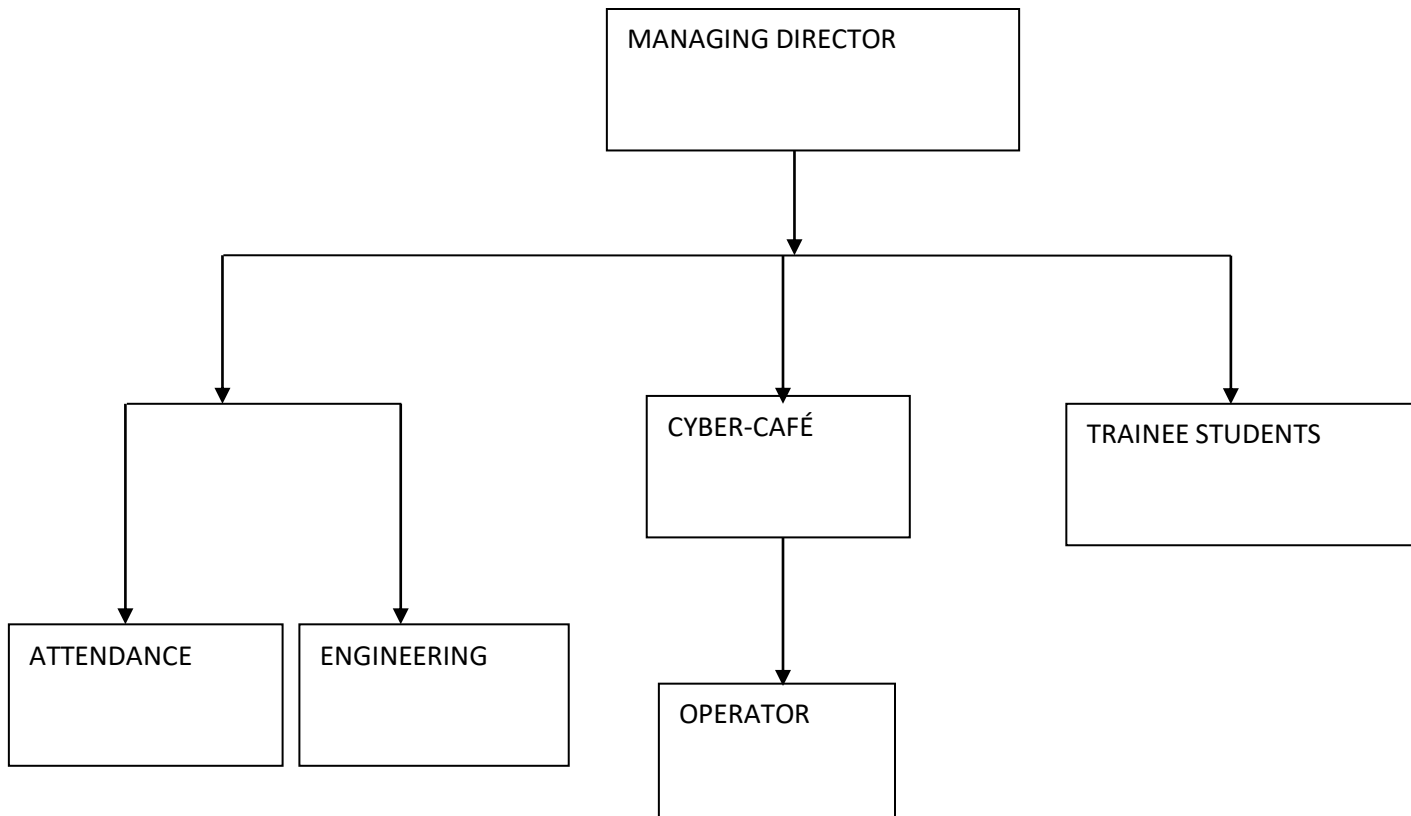 MANAGING DIRECTOR
CYBER-CAFÉ
TRAINEE STUDENTS
ATTENDANCE
ENGINEERING
OPERATOR